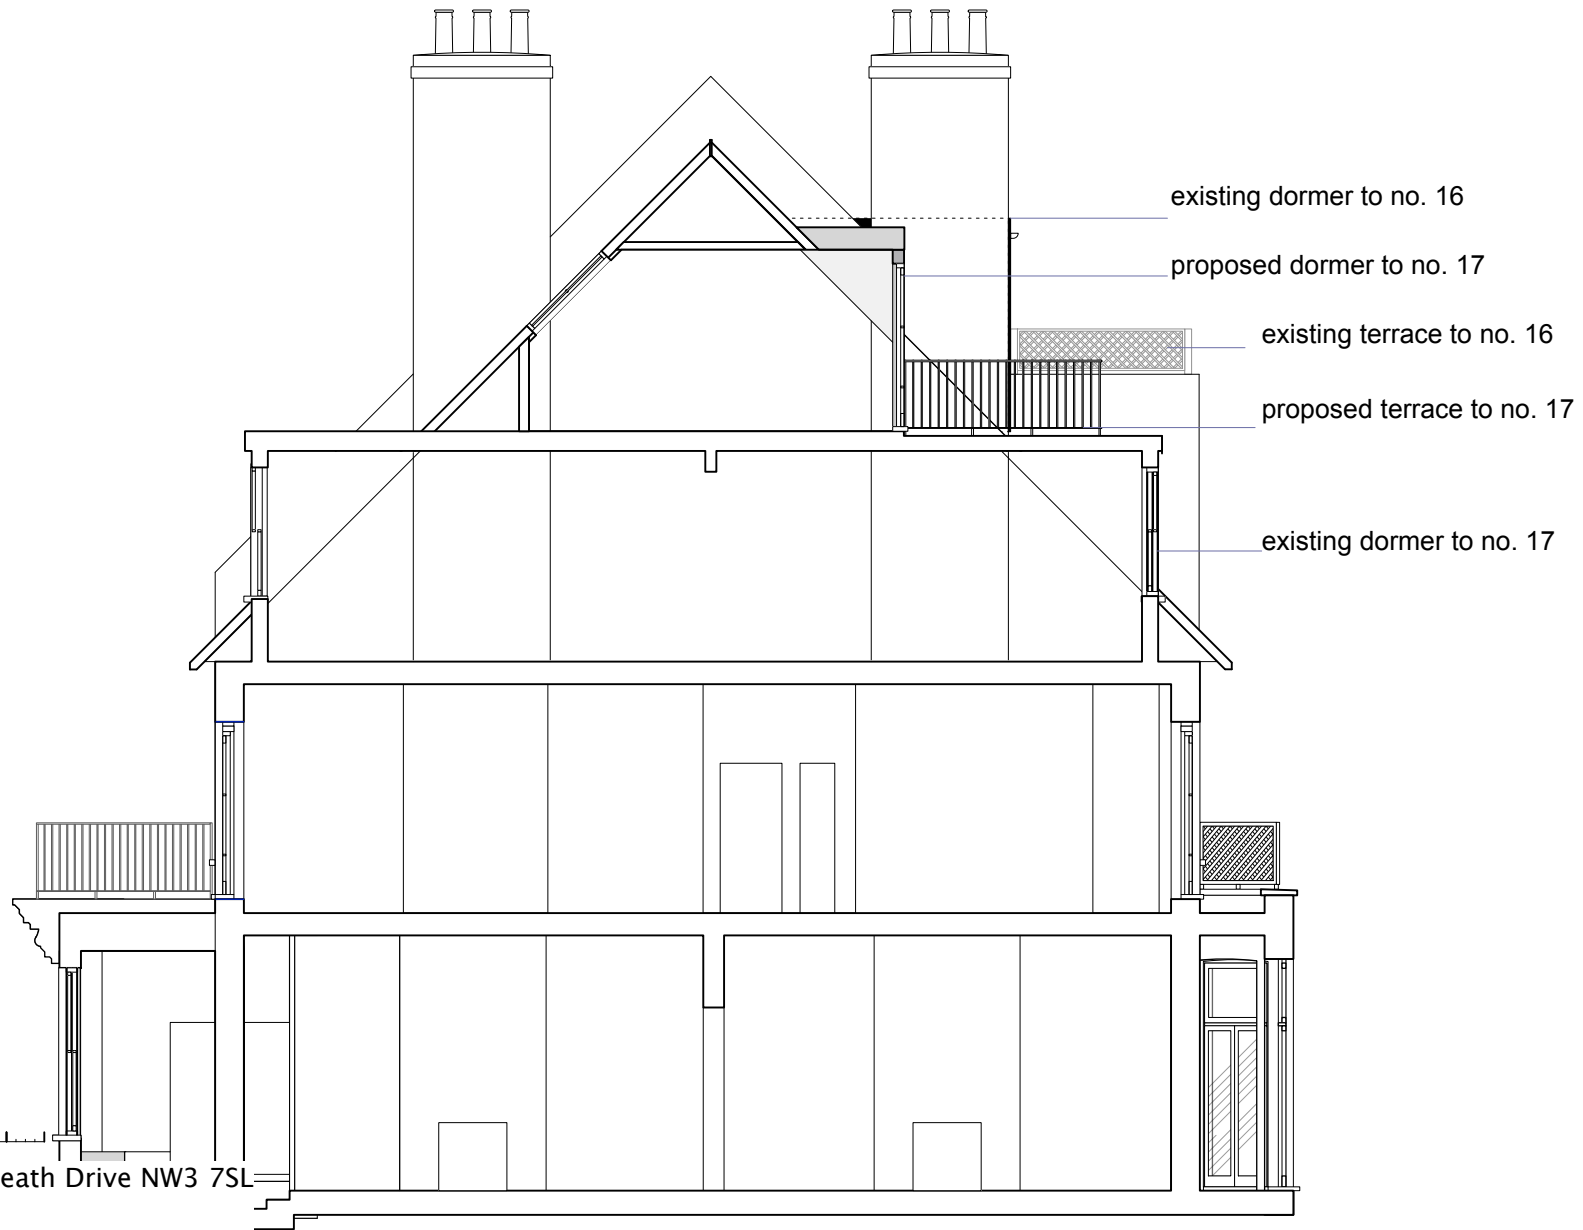 existing dormer to no. 16
proposed dormer to no. 17
existing terrace to no. 16
proposed terrace to no. 17
existing dormer to no. 17
eath Drive NW3 7SL